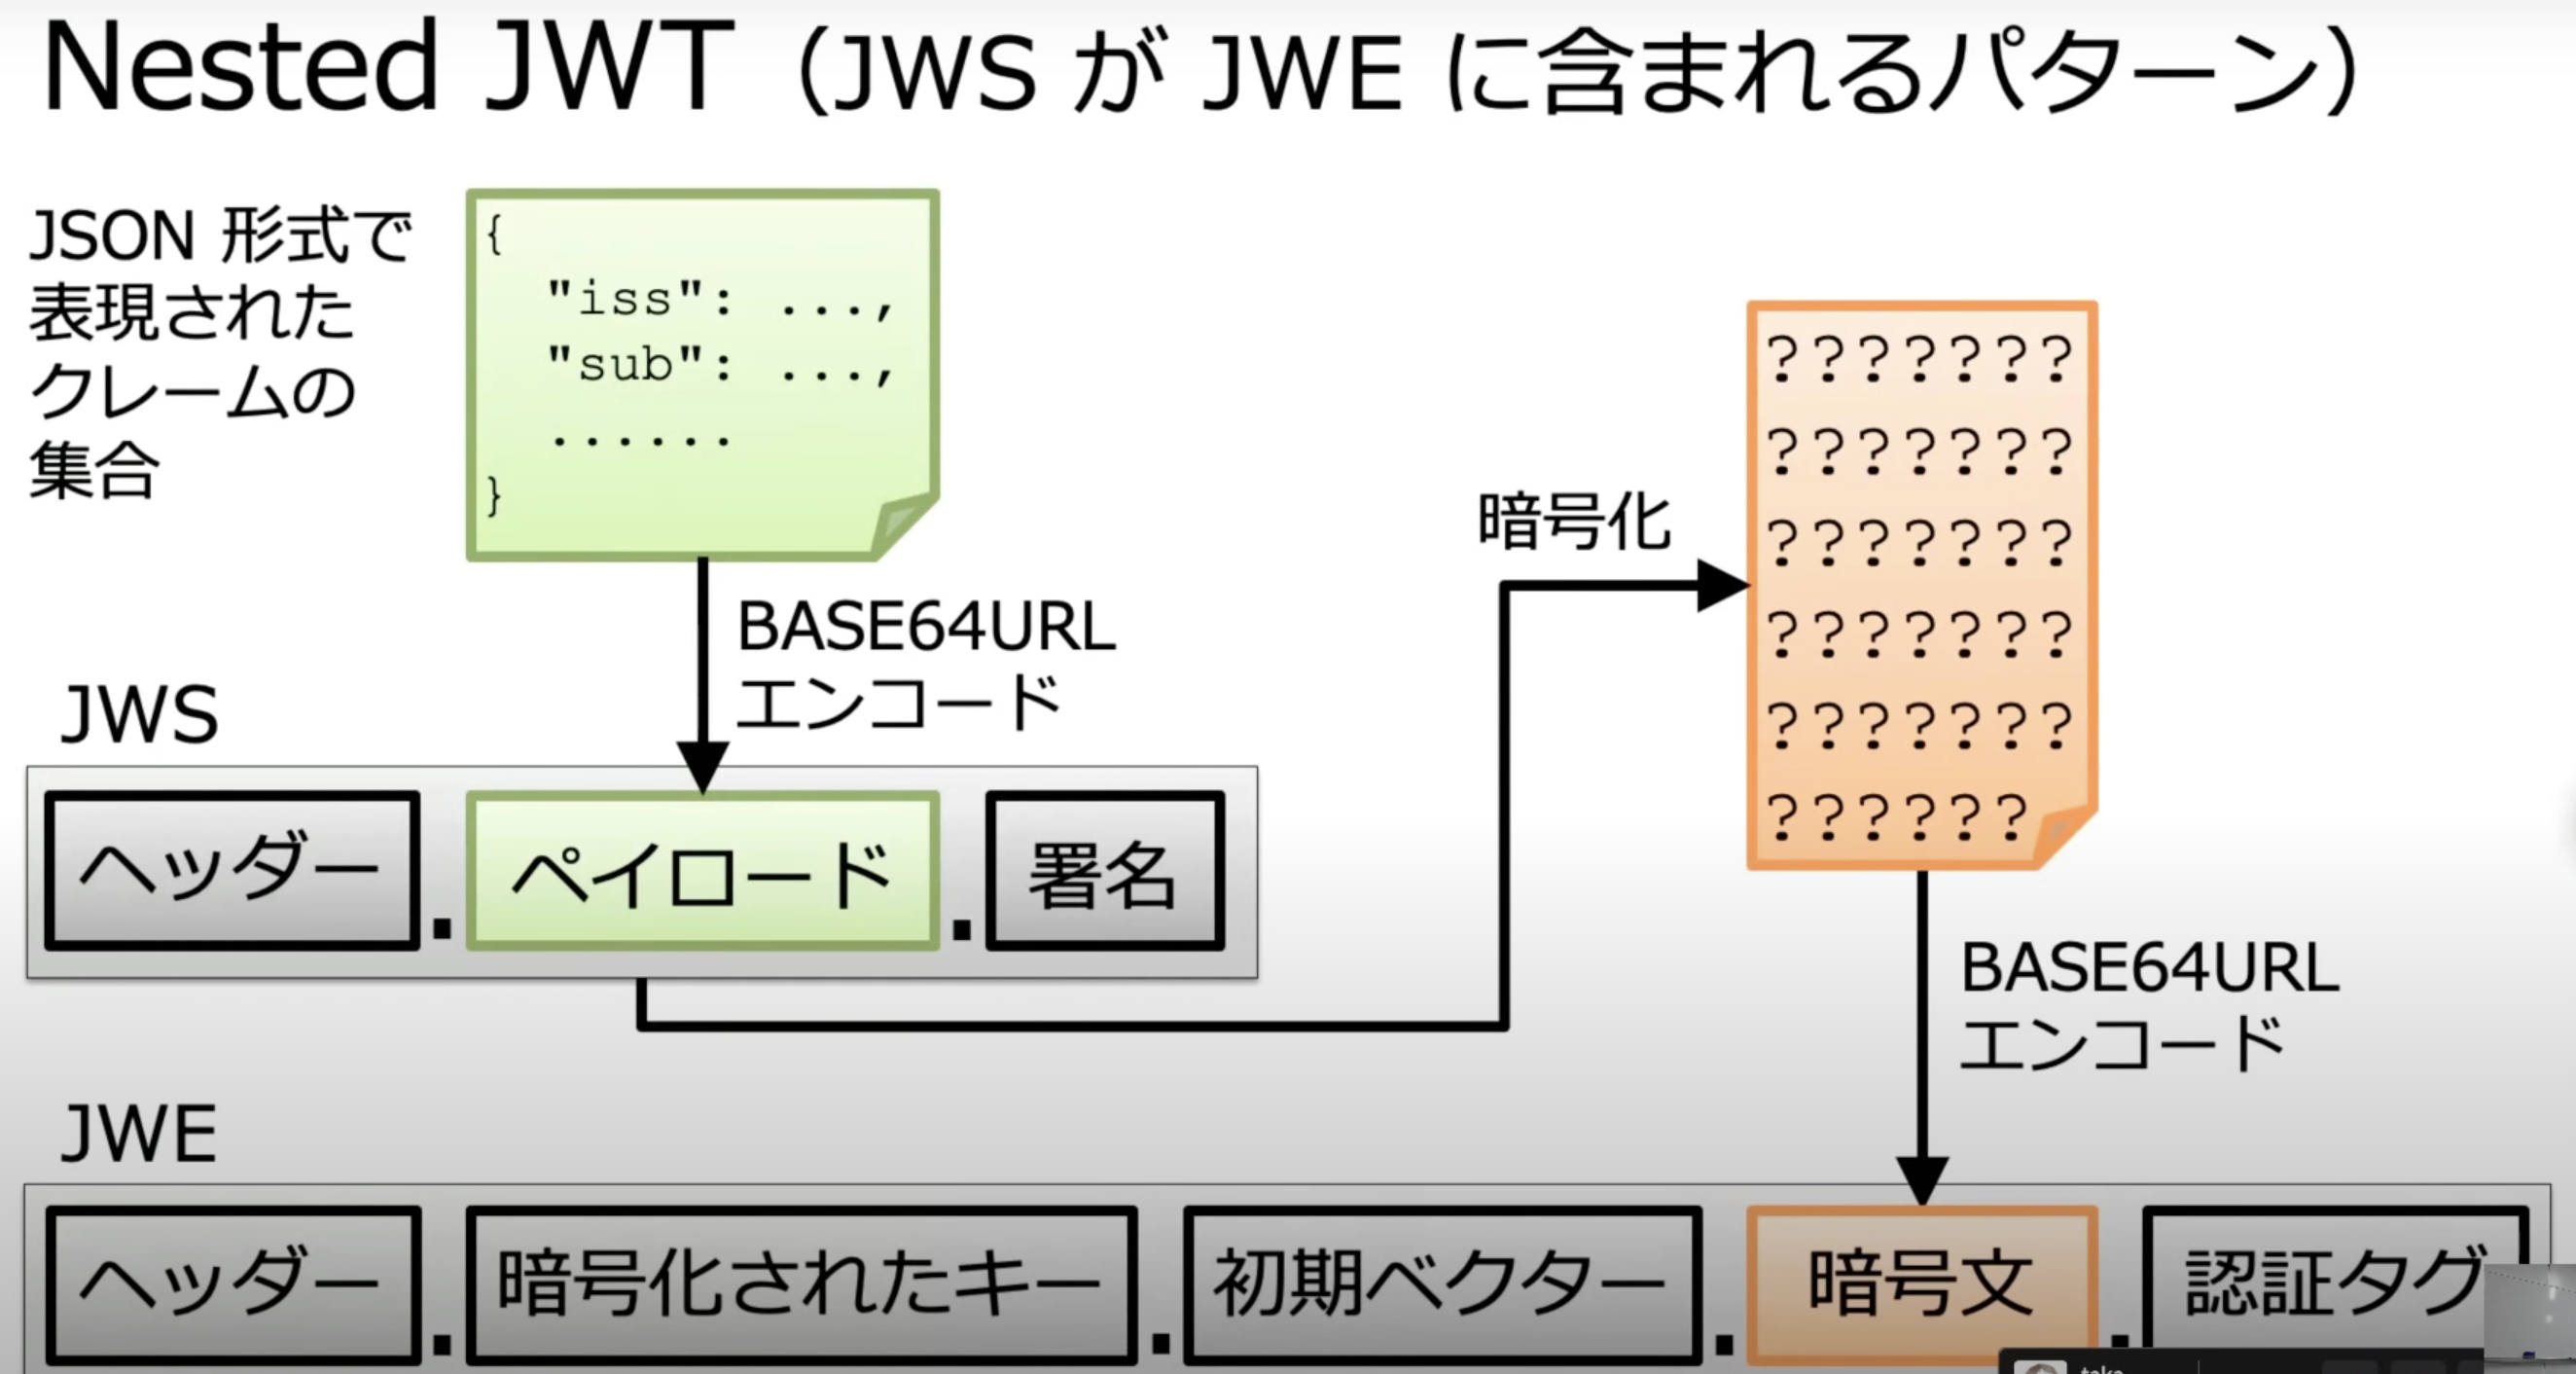 Nested JWT（JWS が JWE に含まれるパターン）
JSON 形式で
表現された
クレームの
集合
{
"iss": ...,
"sub": ...,
......
}
BASE64URL
エンコード
JWS
ヘッダー . ペイロード . 署名
暗号化
???????
???????
???????
???????
???????
??????
BASE64URL
エンコード
JWE
ヘッダー . 暗号化されたキー . 初期ベクター . 暗号文 . 認証タグ